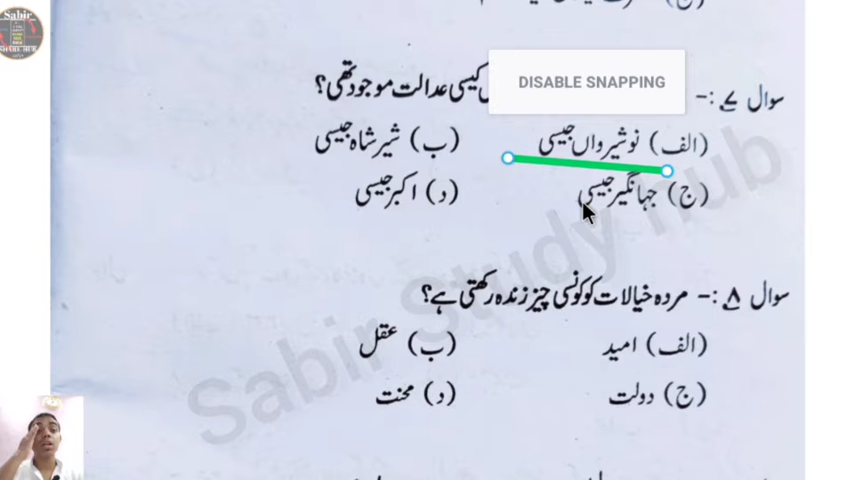 Sabir
سوال ۷:- کیسی عدالت موجود تھی؟
DISABLE SNAPPING
(الف) نوشیرواں جیسی (ب) شیر شاہ جیسی
(ج) جہانگیر جیسی (د) اکبر جیسی
سوال ۸:- مردہ خیالات کو کونسی چیز زندہ رکھتی ہے؟
(الف) امید (ب) عقل
(ج) دولت (د) محنت
Sabir Study hub